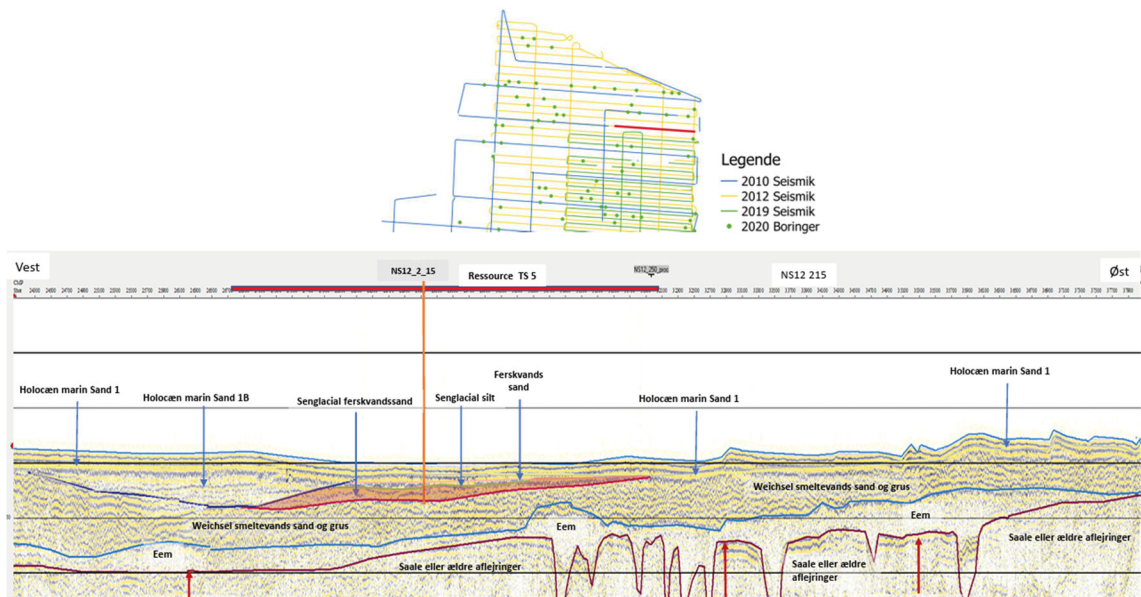 Legende
2010 Seismik
2012 Seismik
2019 Seismik
2020 Boringer
Vest
NS12_2_15
Ressource TS 5
NS12_250_proc
NS12 215
Øst
Holocæn marin Sand 1
Holocæn marin Sand 1B
Senglacial ferskvandssand
Senglacial silt
Ferskvands
sand
Holocæn marin Sand 1
Holocæn marin Sand 1
Weichsel smeltevands sand og grus
Weichsel smeltevands sand og grus
Eem
Eem
Eem
Saale eller ældre aflejringer
Saale eller ældre
aflejringer
Saale eller ældre aflejringer